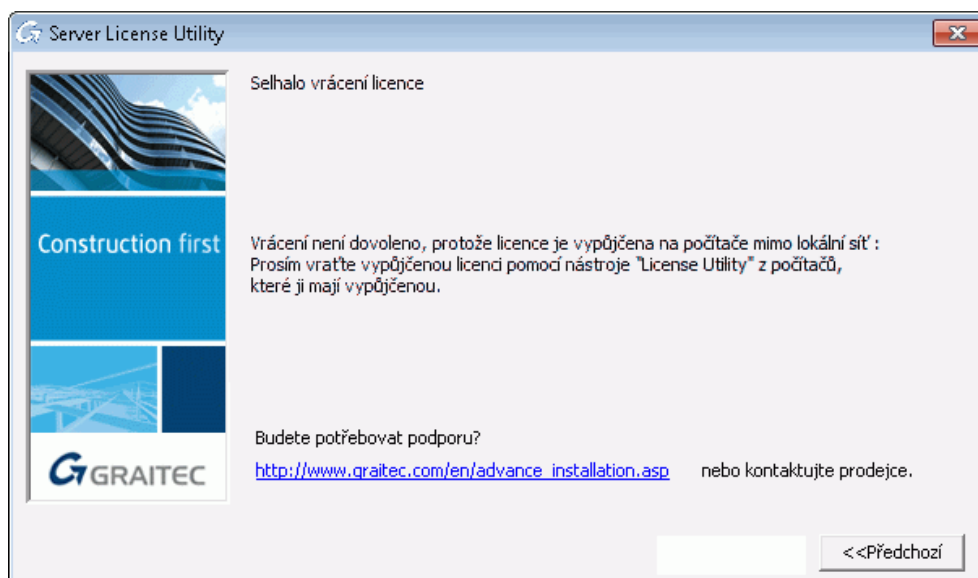 Server License Utility
Selhalo vrácení licence
Construction first
Vrácení není dovoleno, protože licence je vypůjčena na počítače mimo lokální síť :
Prosím vraťte vypůjčenou licenci pomocí nástroje "License Utility" z počítačů,
které ji mají vypůjčenou.
GRAITEC
Budete potřebovat podporu?
http://www.graitec.com/en/advance_installation.asp nebo kontaktujte prodejce.
<<Předchozí